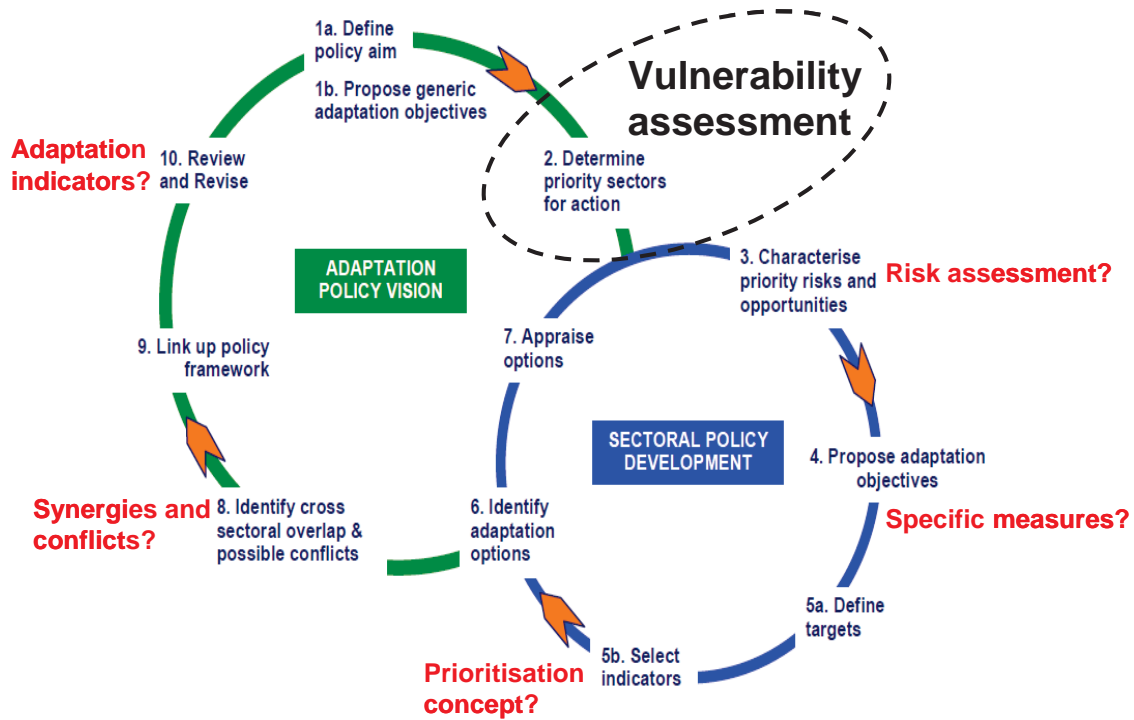 1a. Define
policy aim
1b. Propose generic
adaptation objectives
Vulnerability
assessment
2. Determine
priority sectors
for action
Adaptation
indicators?
10. Review
and Revise
ADAPTATION
POLICY VISION
3. Characterise
priority risks and
opportunities
Risk assessment?
9. Link up policy
framework
7. Appraise
options
SECTORAL POLICY
DEVELOPMENT
4. Propose adaptation
objectives
Specific measures?
Synergies and
conflicts?
8. Identify cross
sectoral overlap &
possible conflicts
6. Identify
adaptation
options
5a. Define
targets
5b. Select
indicators
Prioritisation
concept?